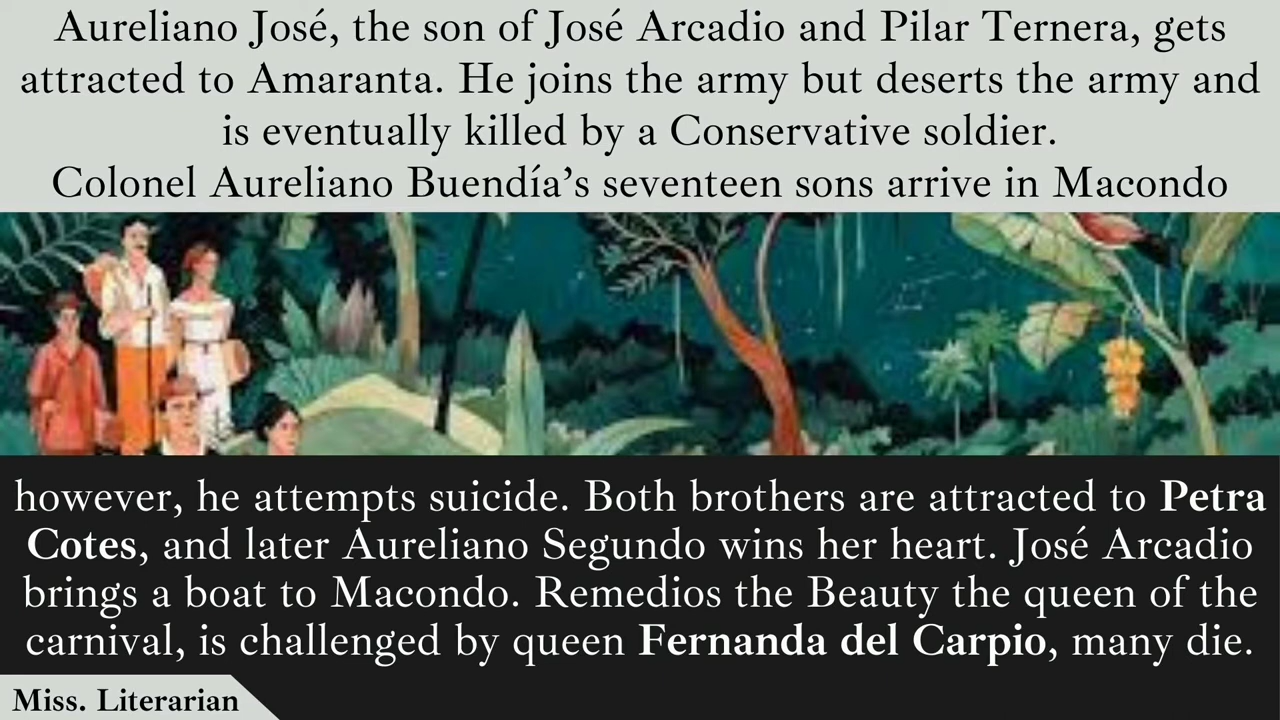 Aureliano José, the son of José Arcadio and Pilar Ternera, gets
attracted to Amaranta. He joins the army but deserts the army and
is eventually killed by a Conservative soldier.
Colonel Aureliano Buendía’s seventeen sons arrive in Macondo
however, he attempts suicide. Both brothers are attracted to Petra
Cotes, and later Aureliano Segundo wins her heart. José Arcadio
brings a boat to Macondo. Remedios the Beauty the queen of the
carnival, is challenged by queen Fernanda del Carpio, many die.
Miss. Literarian